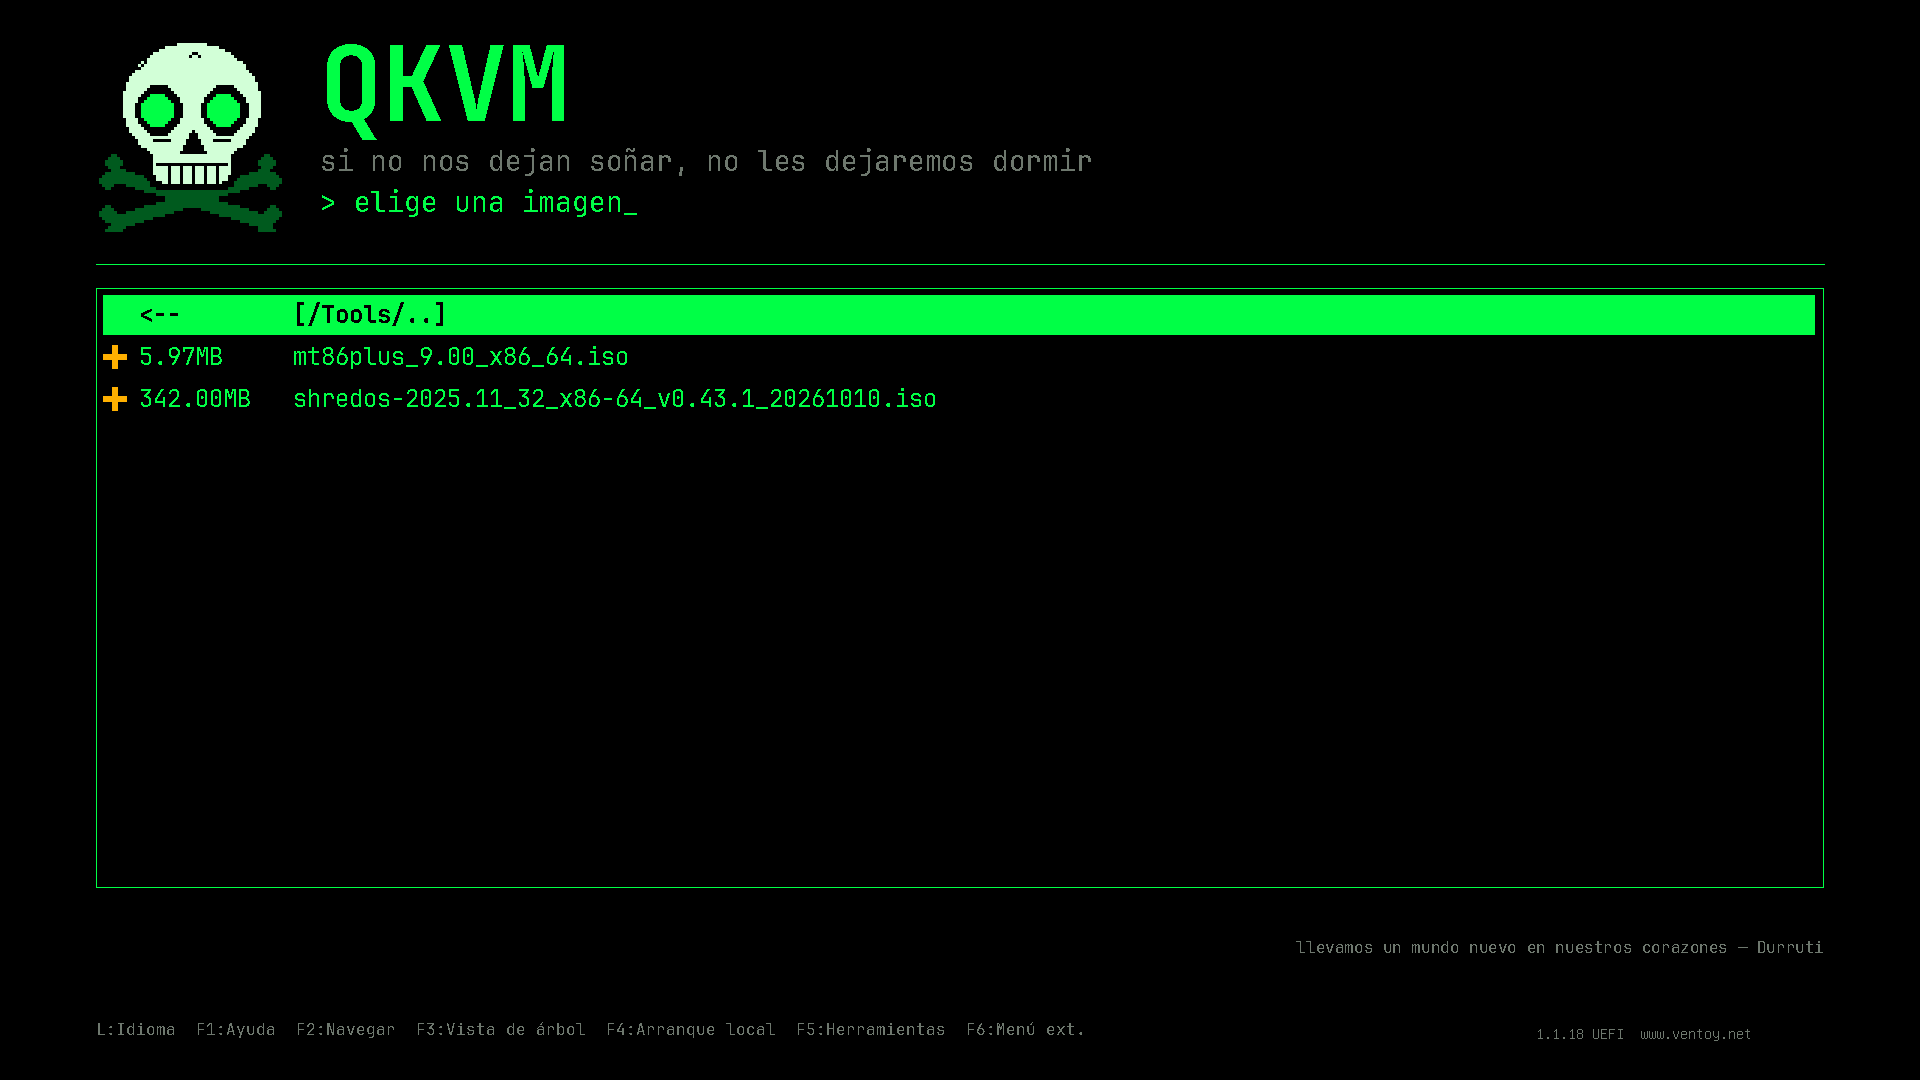 QKVM
si no nos dejan soñar, no les dejaremos dormir
> elige una imagen_
<-- [/Tools/..]
5.97MB mt86plus_9.00_x86_64.iso
342.00MB shredos-2025.11_32_x86-64_v0.43.1_20261010.iso
llevamos un mundo nuevo en nuestros corazones — Durruti
L:Idioma F1:Ayuda F2:Navegar F3:Vista de árbol F4:Arranque local F5:Herramientas F6:Menú ext.
1.1.18 UEFI www.ventoy.net